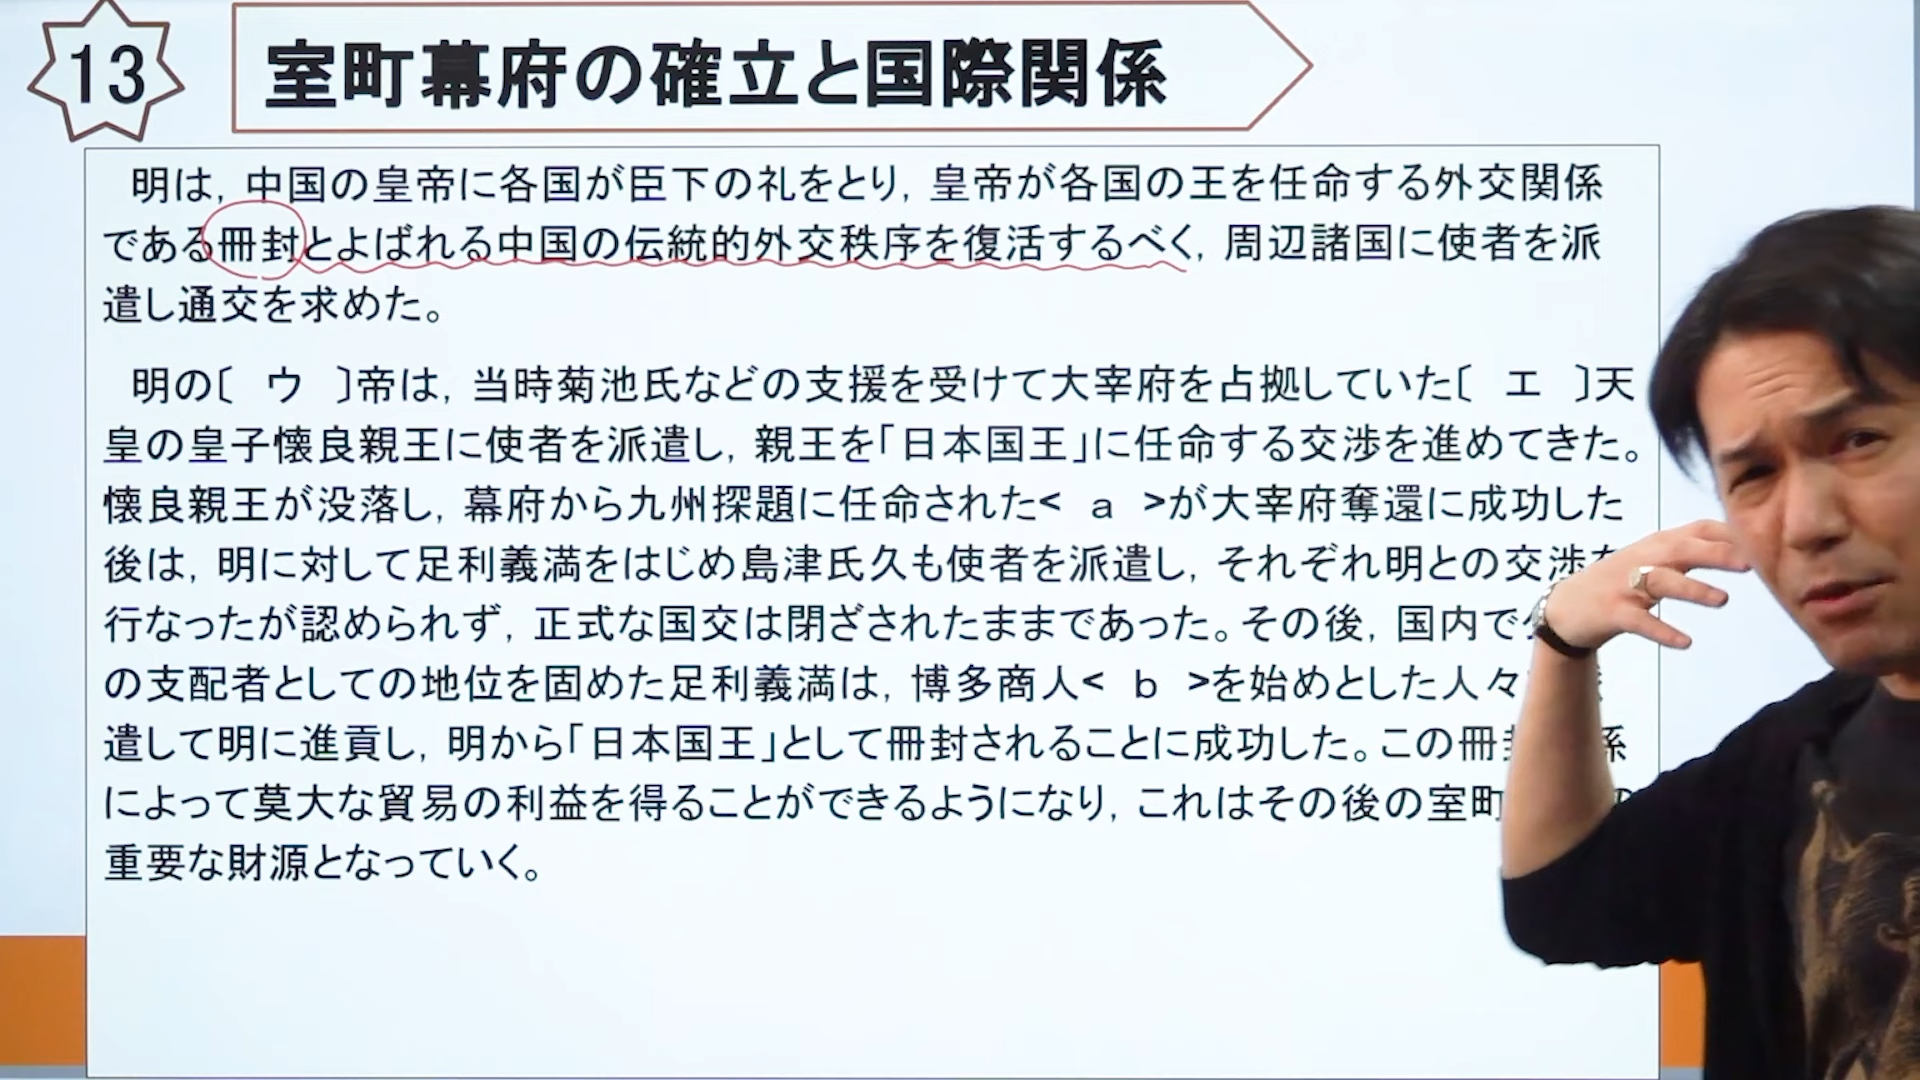 13
室町幕府の確立と国際関係
明は，中国の皇帝に各国が臣下の礼をとり，皇帝が各国の王を任命する外交関係
である冊封とよばれる中国の伝統的外交秩序を復活するべく，周辺諸国に使者を派
遣し通交を求めた。
明の〔　ウ　〕帝は，当時菊池氏などの支援を受けて大宰府を占拠していた〔　エ　〕天
皇の皇子懐良親王に使者を派遣し，親王を「日本国王」に任命する交渉を進めてきた。
懐良親王が没落し，幕府から九州探題に任命された<　a　>が大宰府奪還に成功した
後は，明に対して足利義満をはじめ島津氏久も使者を派遣し，それぞれ明との交渉
行なったが認められず，正式な国交は閉ざされたままであった。その後，国内で
の支配者としての地位を固めた足利義満は，博多商人<　b　>を始めとした人々
遣して明に進貢し，明から「日本国王」として冊封されることに成功した。この冊
によって莫大な貿易の利益を得ることができるようになり，これはその後の室町
重要な財源となっていく。